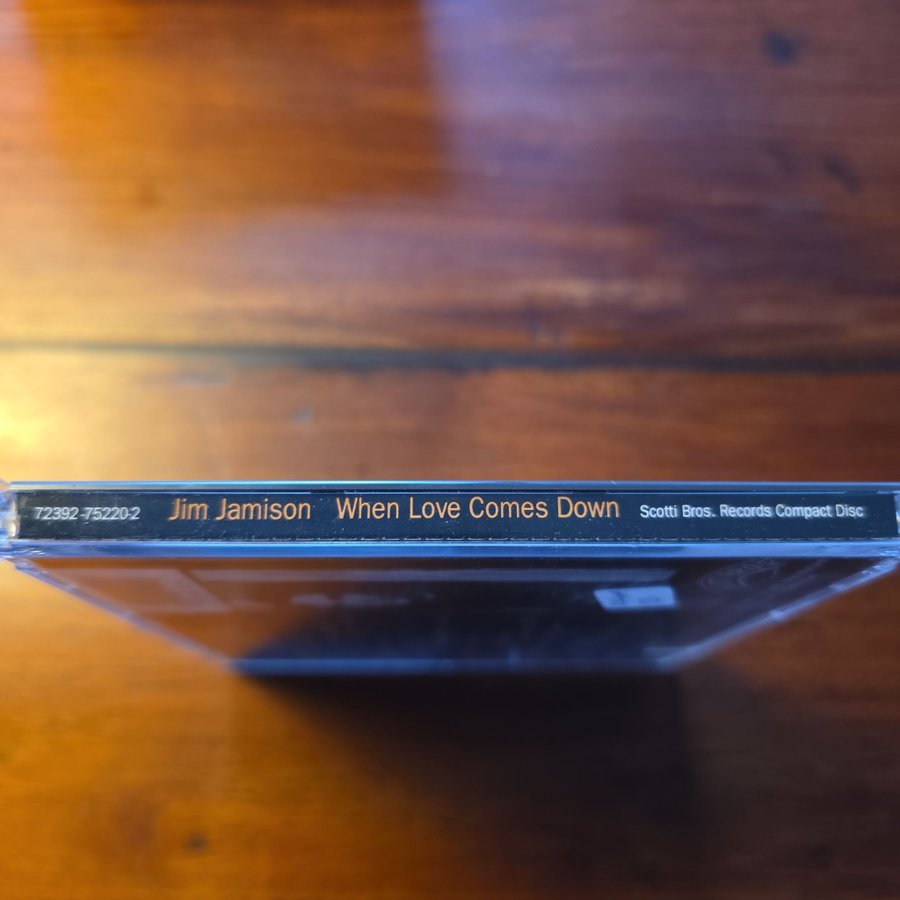 72392-75220-2 Jim Jamison When Love Comes Down Scotti Bros. Records Compact Disc